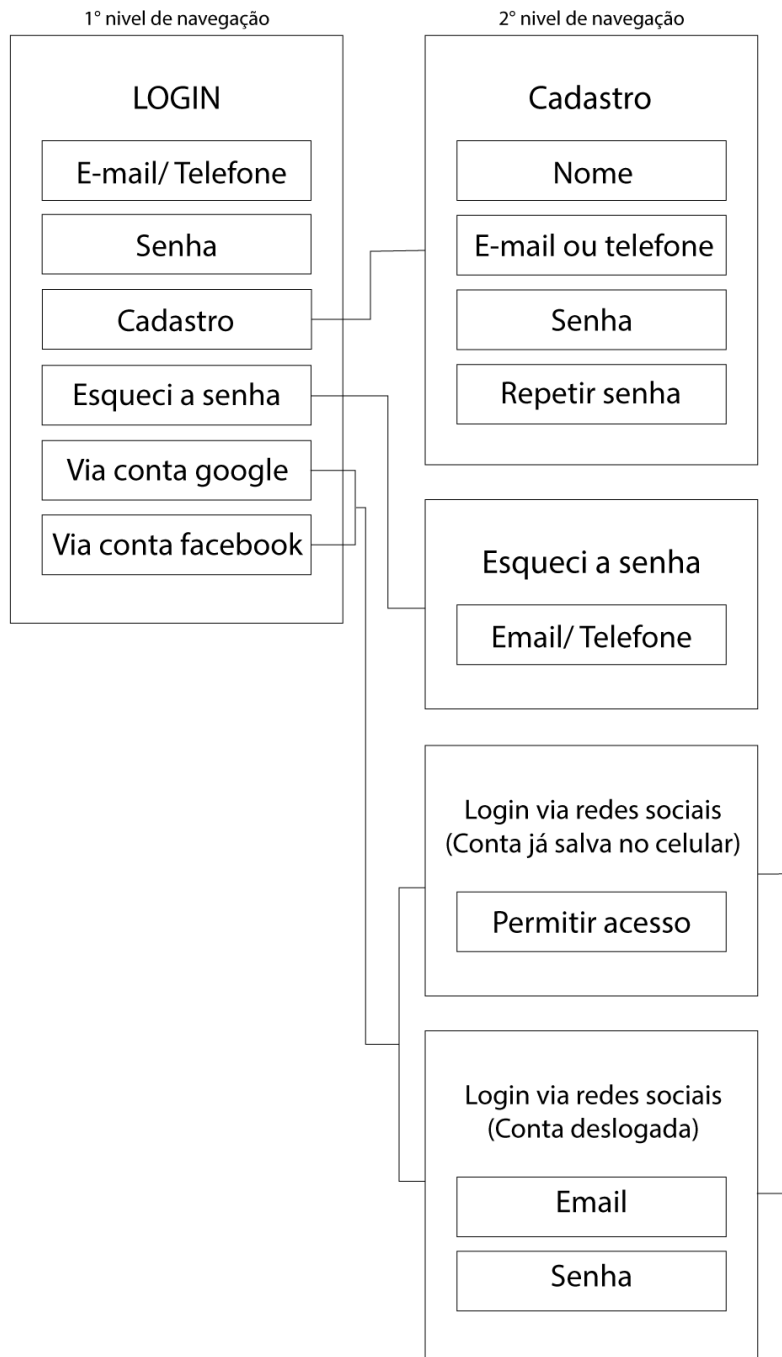 1° nivel de navegação
LOGIN
E-mail/ Telefone
Senha
Cadastro
Esqueci a senha
Via conta google
Via conta facebook
2° nivel de navegação
Cadastro
Nome
E-mail ou telefone
Senha
Repetir senha
Esqueci a senha
Email/ Telefone
Login via redes sociais
(Conta já salva no celular)
Permitir acesso
Login via redes sociais
(Conta deslogada)
Email
Senha